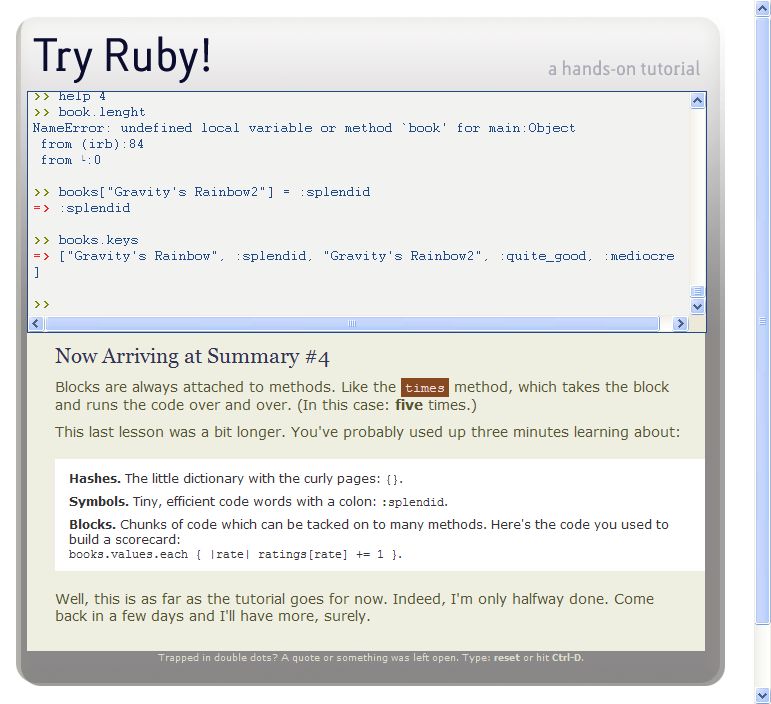 Try Ruby!
a hands-on tutorial
>> help 4
>> book.lenght
NameError: undefined local variable or method `book' for main:Object
 from (irb):84
 from └:0
>> books["Gravity's Rainbow2"] = :splendid
=> :splendid
>> books.keys
=> ["Gravity's Rainbow", :splendid, "Gravity's Rainbow2", :quite_good, :mediocre
]
>>
Now Arriving at Summary #4
Blocks are always attached to methods. Like the times method, which takes the block
and runs the code over and over. (In this case: five times.)
This last lesson was a bit longer. You've probably used up three minutes learning about:
Hashes. The little dictionary with the curly pages: {}.
Symbols. Tiny, efficient code words with a colon: :splendid.
Blocks. Chunks of code which can be tacked on to many methods. Here's the code you used to
build a scorecard:
books.values.each { |rate| ratings[rate] += 1 }.
Well, this is as far as the tutorial goes for now. Indeed, I'm only halfway done. Come
back in a few days and I'll have more, surely.
Trapped in double dots? A quote or something was left open. Type: reset or hit Ctrl-D.